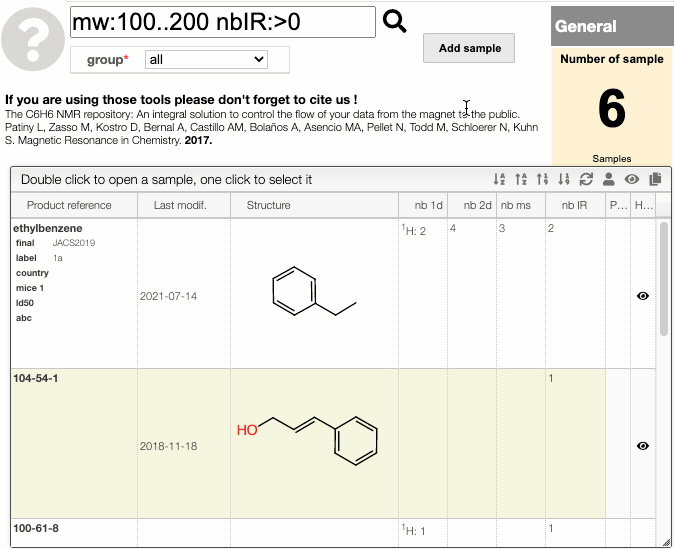 ?
mw:100..200 nbIR:>0
group* all
Add sample
General
Number of sample
6
Samples
If you are using those tools please don't forget to cite us !
The C6H6 NMR repository: An integral solution to control the flow of your data from the magnet to the public.
Patiny L, Zasso M, Kostro D, Bernal A, Castillo AM, Bolaños A, Asencio MA, Pellet N, Todd M, Schloerer N, Kuhn
S. Magnetic Resonance in Chemistry. 2017.
Double click to open a sample, one click to select it
Product reference Last modif. Structure nb 1d nb 2d nb ms nb IR P... H...
ethylbenzene ¹H: 2 4 3 2
final JACS2019
label 1a
country
mice 1
ld50
abc
2021-07-14
104-54-1 1
HO
2018-11-18
100-61-8 ¹H: 1 1